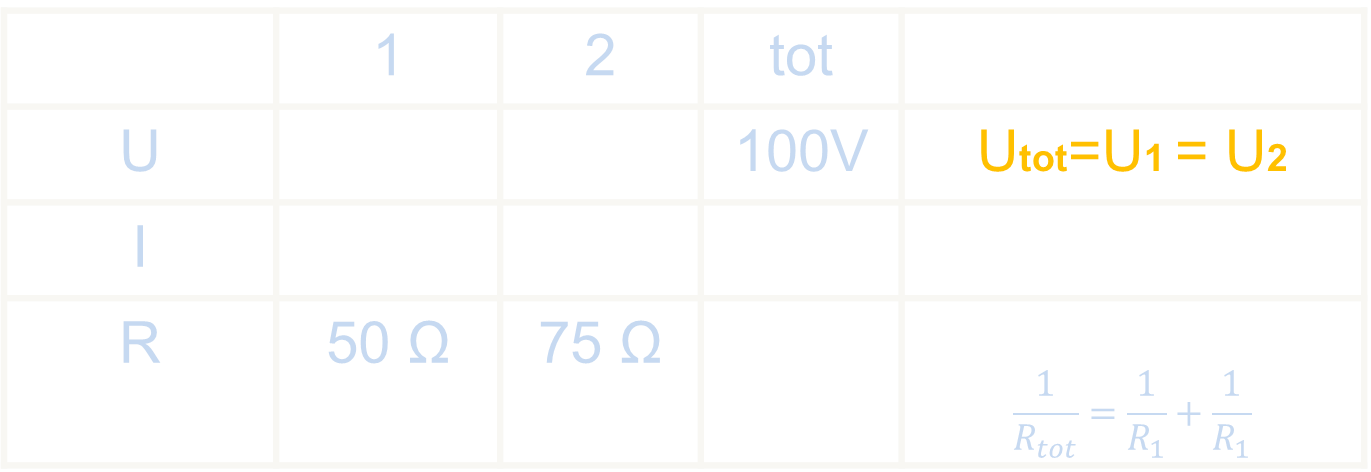 1 2 tot
U 100V Utot=U1 = U2
I
R 50 Ω 75 Ω
1/Rtot = 1/R1 + 1/R1